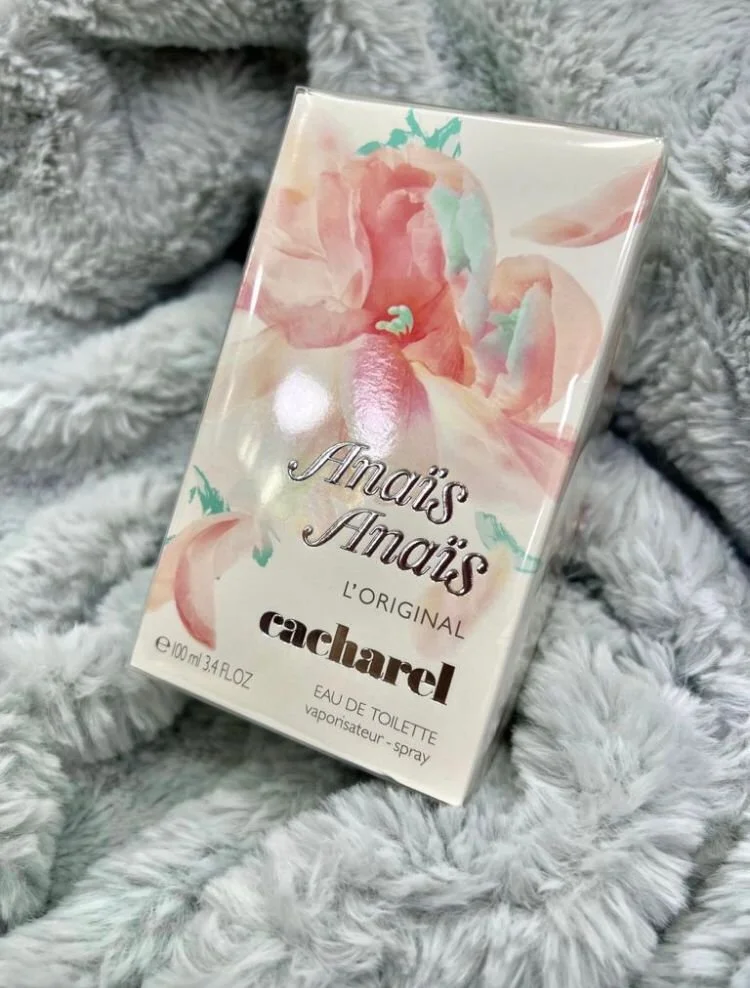 Anaïs
Anaïs
L'ORIGINAL
cacharel
℮100 ml 3.4 FL.OZ
EAU DE TOILETTE
vaporisateur - spray